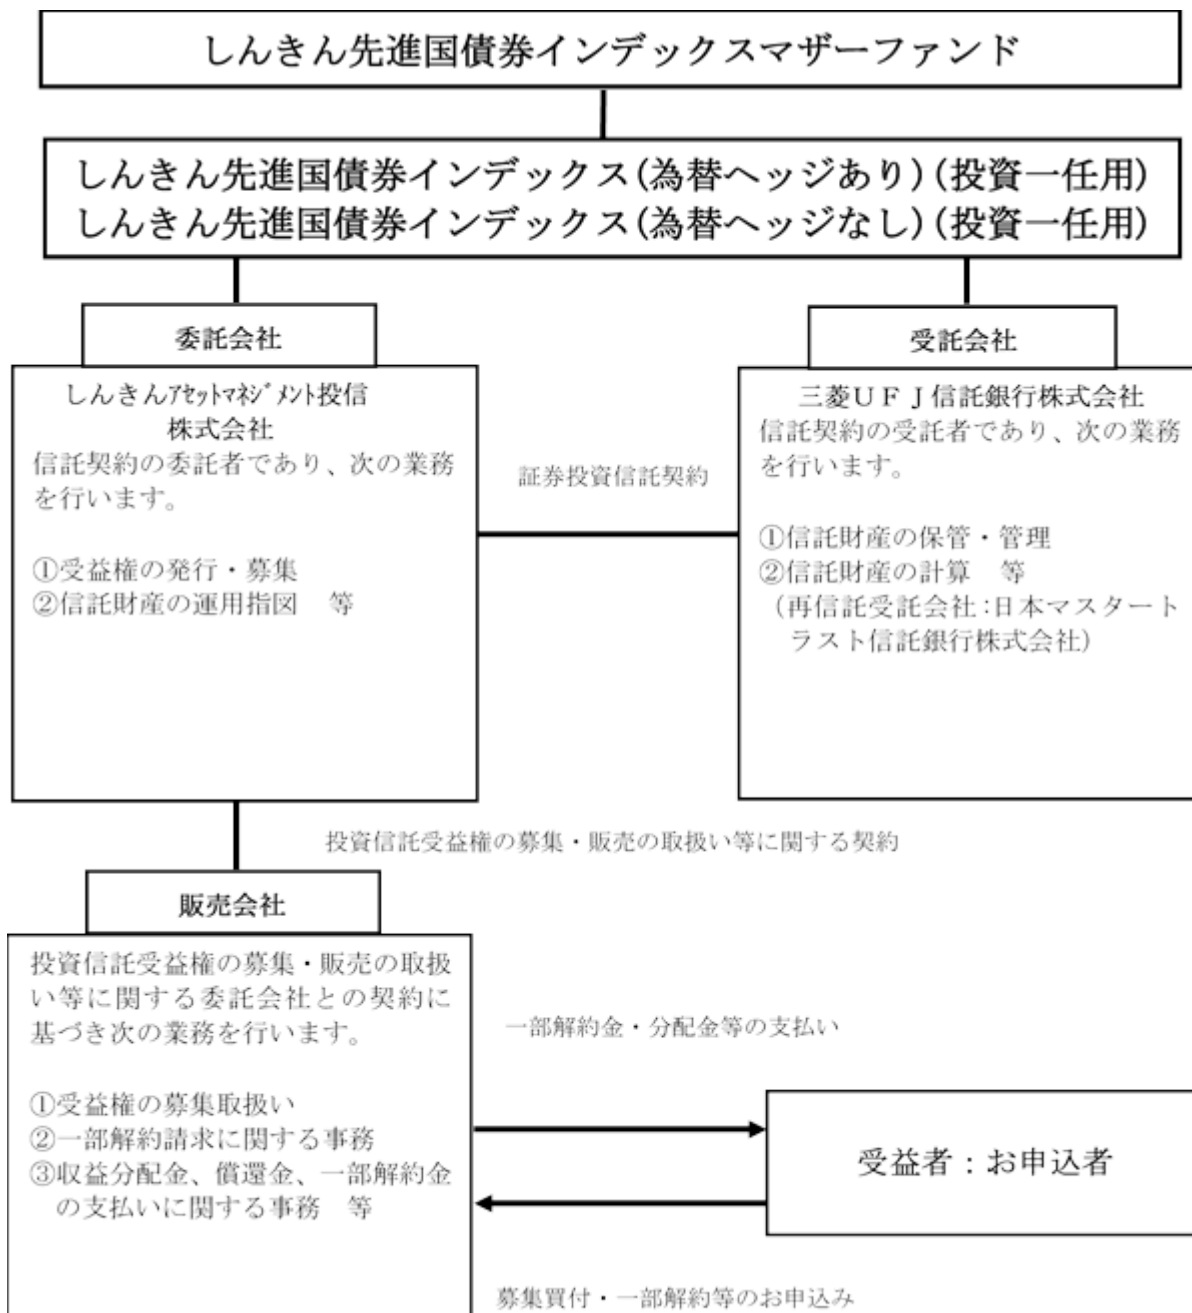 しんきん先進国債券インデックスマザーファンド
しんきん先進国債券インデックス(為替ヘッジあり)(投資一任用)
しんきん先進国債券インデックス(為替ヘッジなし)(投資一任用)
委託会社
しんきんｱｾｯﾄﾏﾈｼﾞﾒﾝﾄ投信
株式会社
信託契約の委託者であり、次の業務
を行います。
①受益権の発行・募集
②信託財産の運用指図　等
証券投資信託契約
受託会社
三菱ＵＦＪ信託銀行株式会社
信託契約の受託者であり、次の業務
を行います。
①信託財産の保管・管理
②信託財産の計算　等
（再信託受託会社：日本マスタート
ラスト信託銀行株式会社）
投資信託受益権の募集・販売の取扱い等に関する契約
販売会社
投資信託受益権の募集・販売の取扱
い等に関する委託会社との契約に
基づき次の業務を行います。
①受益権の募集取扱い
②一部解約請求に関する事務
③収益分配金、償還金、一部解約金
の支払いに関する事務　等
一部解約金・分配金等の支払い
受益者：お申込者
募集買付・一部解約等のお申込み